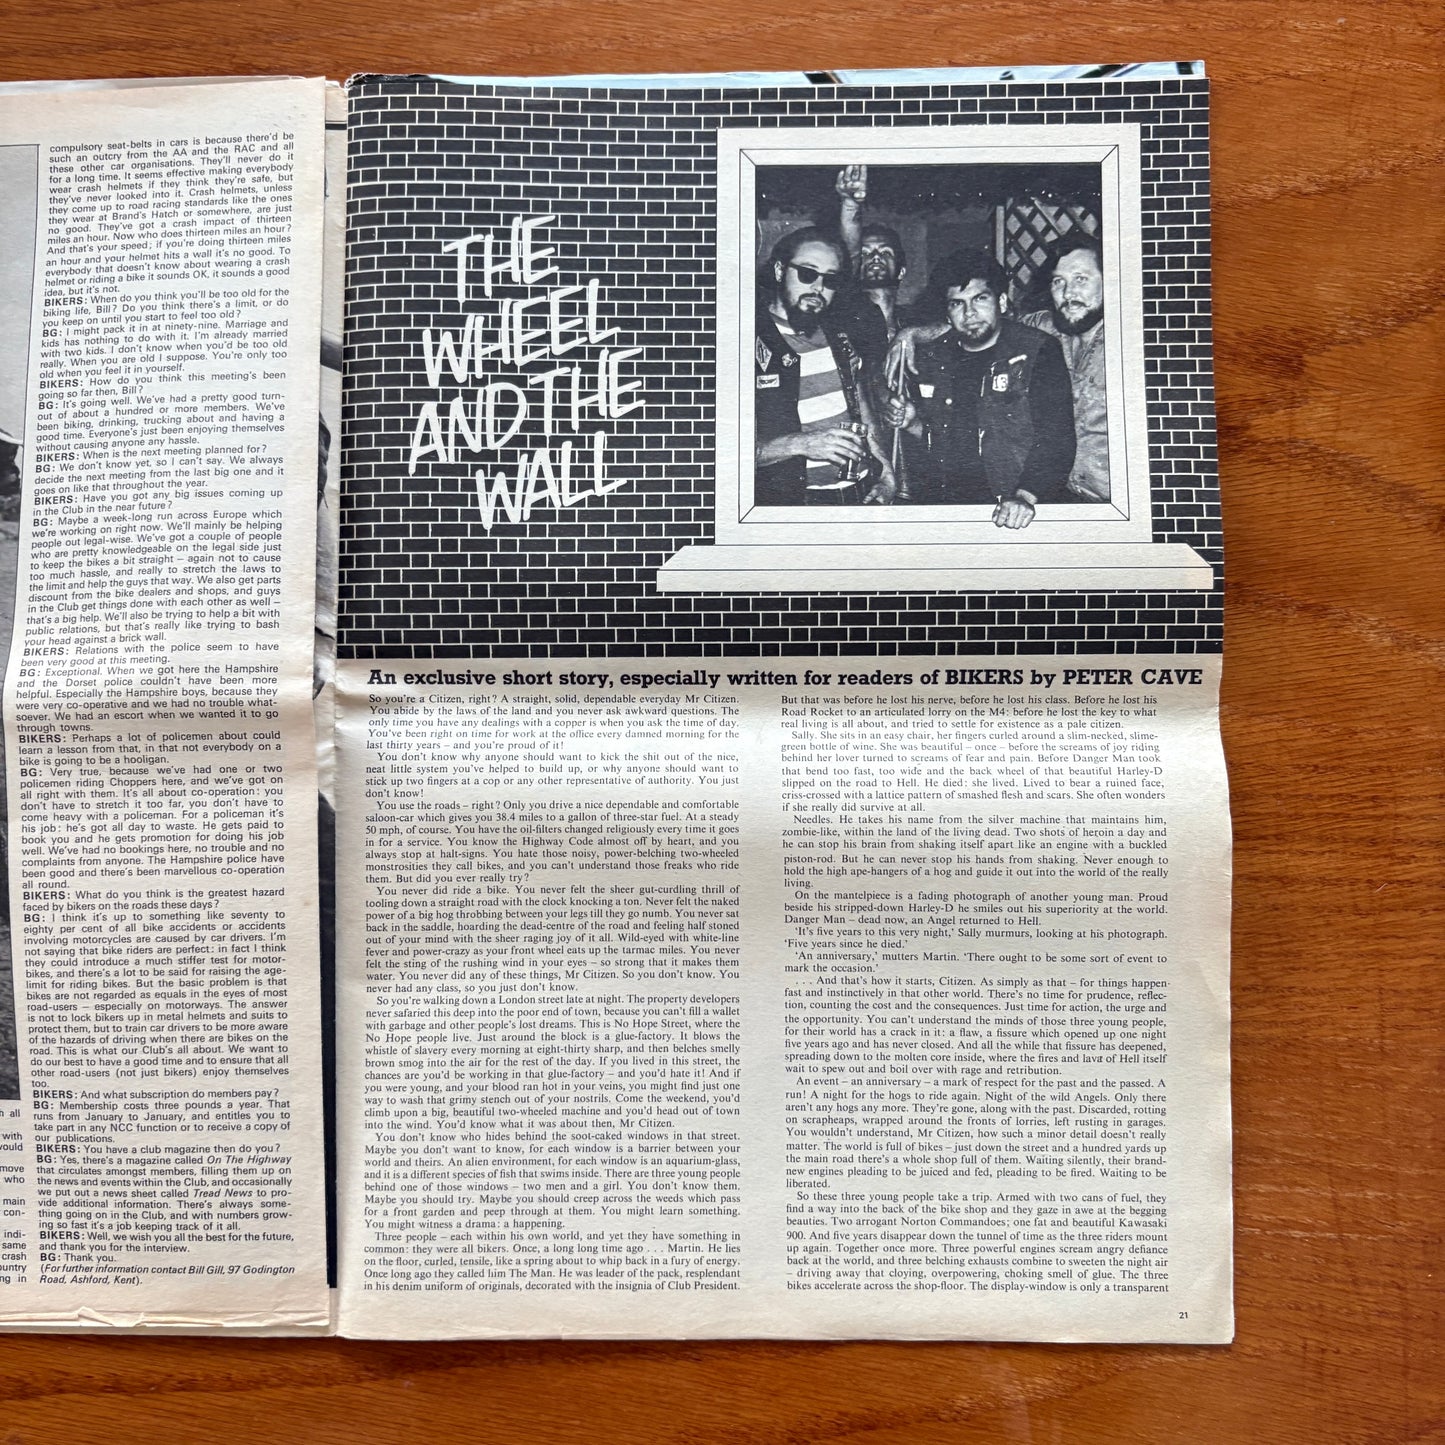 compulsory seat-belts in cars is because there'd be
such an outcry from the AA and the RAC and all
these other car organisations. They'll never do it
for a long time. It seems effective making everybody
wear crash helmets if they think they're safe, but
they've never looked into it. Crash helmets, unless
they come up to road racing standards like the ones
they wear at Brand's Hatch or somewhere, are just
no good. They've got a crash impact of thirteen
miles an hour. Now who does thirteen miles an hour?
And that's your speed; if you're doing thirteen miles
an hour and your helmet hits a wall it's no good. To
everybody that doesn't know about wearing a crash
helmet or riding a bike it sounds OK, it sounds a good
idea, but it's not.
BIKERS: When do you think you'll be too old for the
biking life, Bill? Do you think there's a limit, or do
you keep on until you start to feel too old?
BG: I might pack it in at ninety-nine. Marriage and
kids has nothing to do with it. I'm already married
with two kids. I don't know when you'd be too old
really. When you are old I suppose. You're only too
old when you feel it in yourself.
BIKERS: How do you think this meeting's been
going so far then, Bill?
BG: It's going well. We've had a pretty good turn-
out of about a hundred or more members. We've
been biking, drinking, trucking about and having a
good time. Everyone's just been enjoying themselves
without causing anyone any hassle.
BIKERS: When is the next meeting planned for?
BG: We don't know yet, so I can't say. We always
decide the next meeting from the last big one and it
goes on like that throughout the year.
BIKERS: Have you got any big issues coming up
in the Club in the near future?
BG: Maybe a week-long run across Europe which
we're working on right now. We'll mainly be helping
people out legal-wise. We've got a couple of people
who are pretty knowledgeable on the legal side just
to keep the bikes a bit straight – again not to cause
too much hassle, and really to stretch the laws to
the limit and help the guys that way. We also get parts
discount from the bike dealers and shops, and guys
in the Club get things done with each other as well –
that's a big help. We'll also be trying to help a bit with
public relations, but that's really like trying to bash
your head against a brick wall.
BIKERS: Relations with the police seem to have
been very good at this meeting.
BG: Exceptional. When we got here the Hampshire
and the Dorset police couldn't have been more
helpful. Especially the Hampshire boys, because they
were very co-operative and we had no trouble what-
soever. We had an escort when we wanted it to go
through towns.
BIKERS: Perhaps a lot of policemen about could
learn a lesson from that, in that not everybody on a
bike is going to be a hooligan.
BG: Very true, because we've had one or two
policemen riding Choppers here, and we've got on
all right with them. It's all about co-operation: you
don't have to stretch it too far, you don't have to
come heavy with a policeman. For a policeman it's
his job: he's got all day to waste. He gets paid to
book you and he gets promotion for doing his job
well. We've had no bookings here, no trouble and no
complaints from anyone. The Hampshire police have
been good and there's been marvellous co-operation
all round.
BIKERS: What do you think is the greatest hazard
faced by bikers on the roads these days?
BG: I think it's up to something like seventy to
eighty per cent of all bike accidents or accidents
involving motorcycles are caused by car drivers. I'm
not saying that bike riders are perfect: in fact I think
they could introduce a much stiffer test for motor-
bikes, and there's a lot to be said for raising the age-
limit for riding bikes. But the basic problem is that
bikes are not regarded as equals in the eyes of most
road-users – especially on motorways. The answer
is not to lock bikers up in metal helmets and suits to
protect them, but to train car drivers to be more aware
of the hazards of driving when there are bikes on the
road. This is what our Club's all about. We want to
do our best to have a good time and to ensure that all
other road-users (not just bikers) enjoy themselves
too.
BIKERS: And what subscription do members pay?
BG: Membership costs three pounds a year. That
runs from January to January, and entitles you to
take part in any NCC function or to receive a copy of
our publications.
BIKERS: You have a club magazine then do you?
BG: Yes, there's a magazine called On The Highway
that circulates amongst members, filling them up on
the news and events within the Club, and occasionally
we put out a news sheet called Tread News to pro-
vide additional information. There's always some-
thing going on in the Club, and with numbers grow-
ing so fast it's a job keeping track of it all.
BIKERS: Well, we wish you all the best for the future,
and thank you for the interview.
BG: Thank you.
(For further information contact Bill Gill, 97 Godington
Road, Ashford, Kent).
all
with
would
move
who
main
con-
indi-
same
crash
ountry
ng in
THE
WHEEL
AND THE
WALL
13
An exclusive short story, especially written for readers of BIKERS by PETER CAVE
So you're a Citizen, right? A straight, solid, dependable everyday Mr Citizen.
You abide by the laws of the land and you never ask awkward questions. The
only time you have any dealings with a copper is when you ask the time of day.
You've been right on time for work at the office every damned morning for the
last thirty years – and you're proud of it!
You don't know why anyone should want to kick the shit out of the nice,
neat little system you've helped to build up, or why anyone should want to
stick up two fingers at a cop or any other representative of authority. You just
don't know!
You use the roads – right? Only you drive a nice dependable and comfortable
saloon-car which gives you 38.4 miles to a gallon of three-star fuel. At a steady
50 mph, of course. You have the oil-filters changed religiously every time it goes
in for a service. You know the Highway Code almost off by heart, and you
always stop at halt-signs. You hate those noisy, power-belching two-wheeled
monstrosities they call bikes, and you can't understand those freaks who ride
them. But did you ever really try?
You never did ride a bike. You never felt the sheer gut-curdling thrill of
tooling down a straight road with the clock knocking a ton. Never felt the naked
power of a big hog throbbing between your legs till they go numb. You never sat
back in the saddle, hoarding the dead-centre of the road and feeling half stoned
out of your mind with the sheer raging joy of it all. Wild-eyed with white-line
fever and power-crazy as your front wheel eats up the tarmac miles. You never
felt the sting of the rushing wind in your eyes – so strong that it makes them
water. You never did any of these things, Mr Citizen. So you don't know. You
never had any class, so you just don't know.
So you're walking down a London street late at night. The property developers
never safaried this deep into the poor end of town, because you can't fill a wallet
with garbage and other people's lost dreams. This is No Hope Street, where the
No Hope people live. Just around the block is a glue-factory. It blows the
whistle of slavery every morning at eight-thirty sharp, and then belches smelly
brown smog into the air for the rest of the day. If you lived in this street, the
chances are you'd be working in that glue-factory – and you'd hate it! And if
you were young, and your blood ran hot in your veins, you might find just one
way to wash that grimy stench out of your nostrils. Come the weekend, you'd
climb upon a big, beautiful two-wheeled machine and you'd head out of town
into the wind. You'd know what it was about then, Mr Citizen.
You don't know who hides behind the soot-caked windows in that street.
Maybe you don't want to know, for each window is a barrier between your
world and theirs. An alien environment, for each window is an aquarium-glass,
and it is a different species of fish that swims inside. There are three young people
behind one of those windows – two men and a girl. You don't know them.
Maybe you should try. Maybe you should creep across the weeds which pass
for a front garden and peep through at them. You might learn something.
You might witness a drama: a happening.
Three people – each within his own world, and yet they have something in
common: they were all bikers. Once, a long long time ago . . . Martin. He lies
on the floor, curled, tensile, like a spring about to whip back in a fury of energy.
Once long ago they called him The Man. He was leader of the pack, resplendent
in his denim uniform of originals, decorated with the insignia of Club President.
But that was before he lost his nerve, before he lost his class. Before he lost his
Road Rocket to an articulated lorry on the M4: before he lost the key to what
real living is all about, and tried to settle for existence as a pale citizen.
Sally. She sits in an easy chair, her fingers curled around a slim-necked, slime-
green bottle of wine. She was beautiful – once – before the screams of joy riding
behind her lover turned to screams of fear and pain. Before Danger Man took
that bend too fast, too wide and the back wheel of that beautiful Harley-D
slipped on the road to Hell. He died: she lived. Lived to bear a ruined face,
criss-crossed with a lattice pattern of smashed flesh and scars. She often wonders
if she really did survive at all.
Needles. He takes his name from the silver machine that maintains him,
zombie-like, within the land of the living dead. Two shots of heroin a day and
he can stop his brain from shaking itself apart like an engine with a buckled
piston-rod. But he can never stop his hands from shaking. Never enough to
hold the high ape-hangers of a hog and guide it out into the world of the really
living.
On the mantelpiece is a fading photograph of another young man. Proud
beside his stripped-down Harley-D he smiles out his superiority at the world.
Danger Man – dead now, an Angel returned to Hell.
'It's five years to this very night,' Sally murmurs, looking at his photograph.
'Five years since he died.'
'An anniversary,' mutters Martin. 'There ought to be some sort of event to
mark the occasion.'
. . . And that's how it starts, Citizen. As simply as that – for things happen
fast and instinctively in that other world. There's no time for prudence, reflec-
tion, counting the cost and the consequences. Just time for action, the urge and
the opportunity. You can't understand the minds of those three young people,
for their world has a crack in it: a flaw, a fissure which opened up one night
five years ago and has never closed. And all the while that fissure has deepened,
spreading down to the molten core inside, where the fires and lava of Hell itself
wait to spew out and boil over with rage and retribution.
An event – an anniversary – a mark of respect for the past and the passed. A
run! A night for the hogs to ride again. Night of the wild Angels. Only there
aren't any hogs any more. They're gone, along with the past. Discarded, rotting
on scrapheaps, wrapped around the fronts of lorries, left rusting in garages.
You wouldn't understand, Mr Citizen, how such a minor detail doesn't really
matter. The world is full of bikes – just down the street and a hundred yards up
the main road there's a whole shop full of them. Waiting silently, their brand-
new engines pleading to be juiced and fed, pleading to be fired. Waiting to be
liberated.
So these three young people take a trip. Armed with two cans of fuel, they
find a way into the back of the bike shop and they gaze in awe at the begging
beauties. Two arrogant Norton Commandoes; one fat and beautiful Kawasaki
900. And five years disappear down the tunnel of time as the three riders mount
up again. Together once more. Three powerful engines scream angry defiance
back at the world, and three belching exhausts combine to sweeten the night air
– driving away that cloying, overpowering, choking smell of glue. The three
bikes accelerate across the shop-floor. The display-window is only a transparent
21